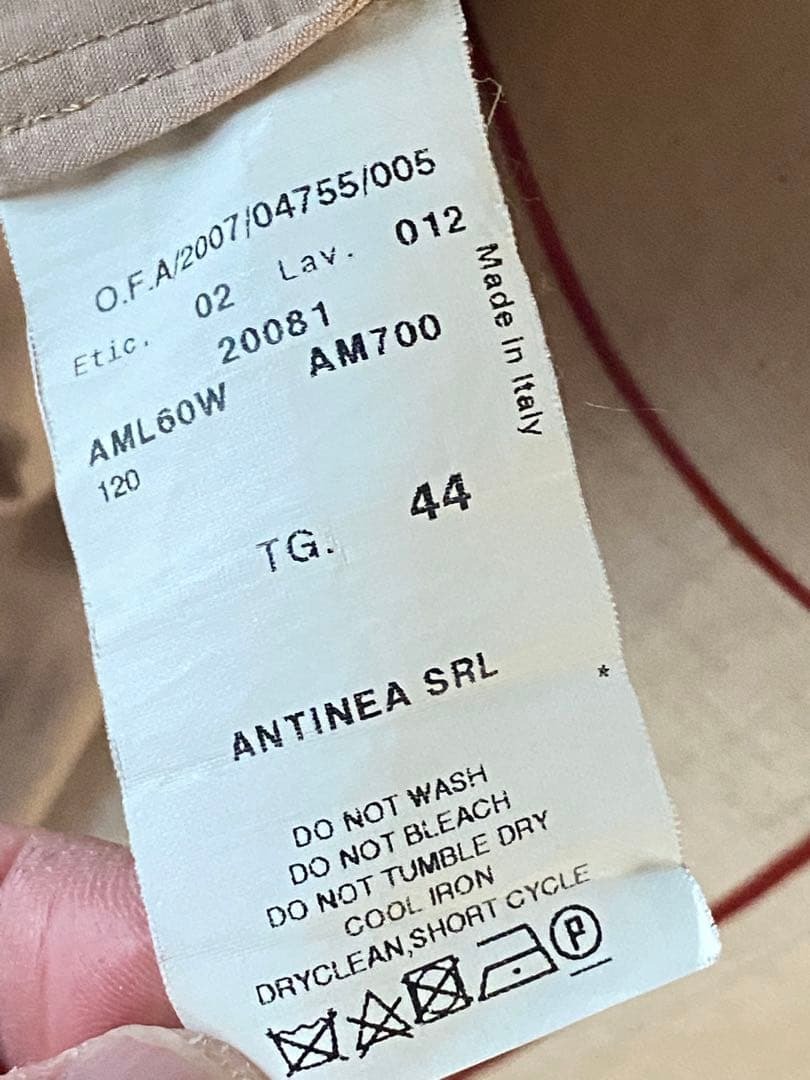 O.F.A/2007/04755/005
Etic. 02 Lav. 012
20081
AML60W AM700
120
Made in Italy
TG. 44
ANTINEA SRL
*
DO NOT WASH
DO NOT BLEACH
DO NOT TUMBLE DRY
COOL IRON
DRYCLEAN,SHORT CYCLE
P